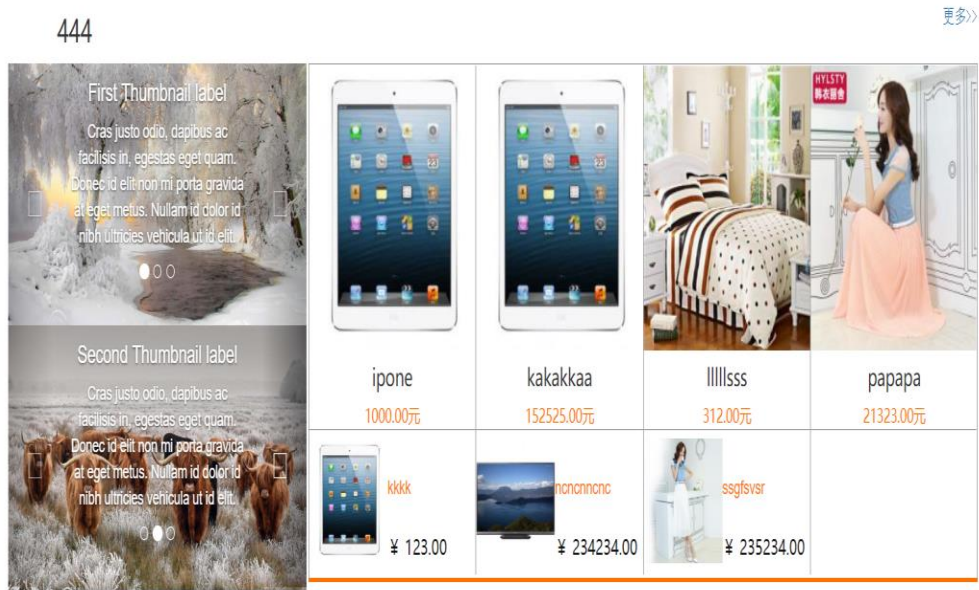 444
更多>>
First Thumbnail label
Cras justo odio, dapibus ac
facilisis in, egestas eget quam.
Donec id elit non mi porta gravida
at eget metus. Nullam id dolor id
nibh ultricies vehicula ut id elit.
Second Thumbnail label
Cras justo odio, dapibus ac
facilisis in, egestas eget quam.
Donec id elit non mi porta gravida
at eget metus. Nullam id dolor id
nibh ultricies vehicula ut id elit.
HYLSTY
韩衣丽舍
ipone
1000.00元
kakakkaa
152525.00元
lllllsss
312.00元
papapa
21323.00元
kkkk
¥ 123.00
ncncnncnc
¥ 234234.00
ssgfsvsr
¥ 235234.00